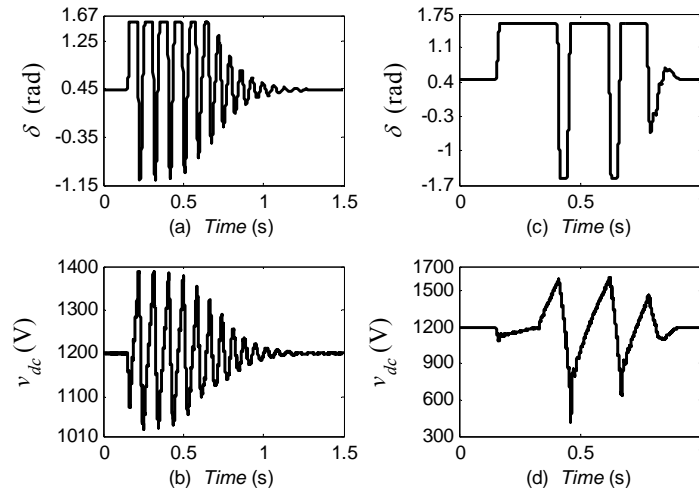 1.67
1.25
0.45
-0.35
-1.15
δ (rad)
0 0.5 1 1.5
(a) Time (s)
1.75
1.1
0.4
-0.3
-1
-1.7
δ (rad)
0.5
(c) Time (s)
1400
1300
1200
1100
1010
v_dc (V)
0 0.5 1 1.5
(b) Time (s)
1700
1500
1200
900
600
300
v_dc (V)
0.5
(d) Time (s)